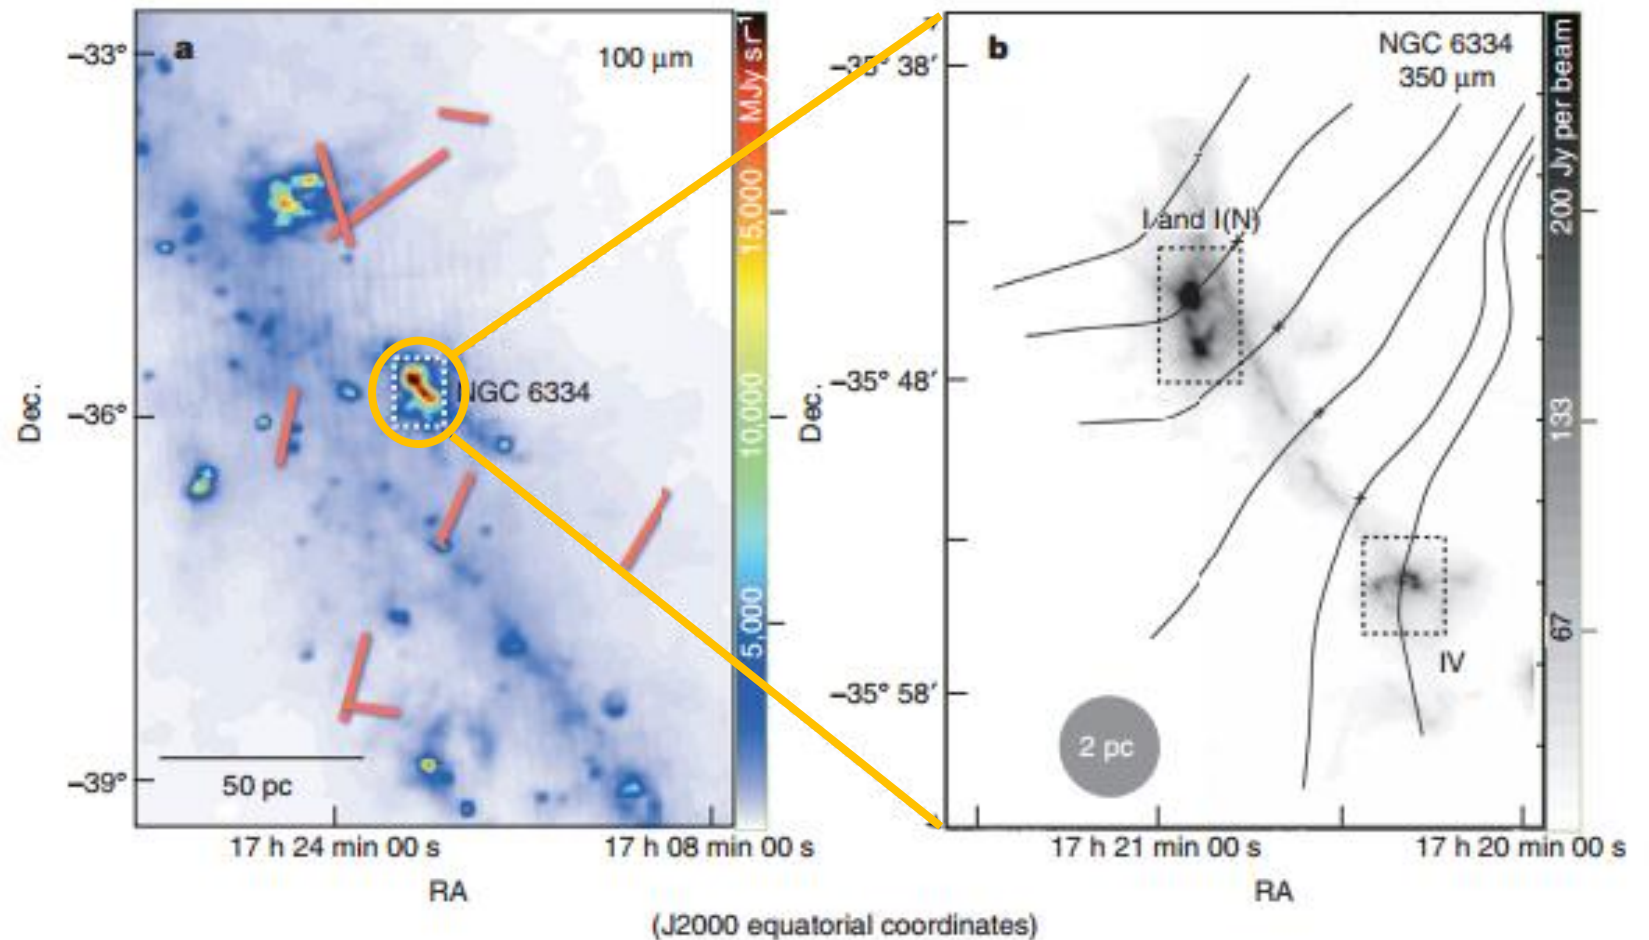 a
100 μm
–33°
–36°
–39°
Dec.
NGC 6334
50 pc
17 h 24 min 00 s
17 h 08 min 00 s
RA
MJy sr⁻¹
15,000
10,000
5,000
b
NGC 6334
350 μm
–35° 38′
–35° 48′
–35° 58′
Dec.
I and I(N)
IV
2 pc
17 h 21 min 00 s
17 h 20 min 00 s
RA
200 Jy per beam
133
67
(J2000 equatorial coordinates)